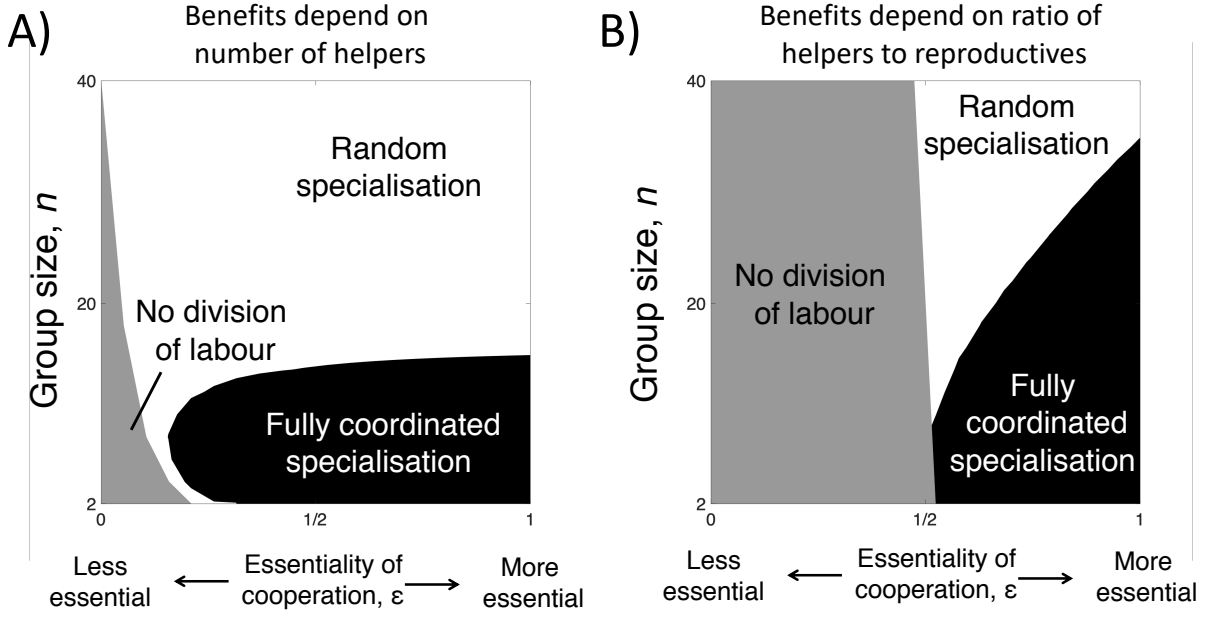 A)
Benefits depend on
number of helpers
40
20
2
Group size, n
Random
specialisation
No division
of labour
Fully coordinated
specialisation
0
1/2
1
Less
essential
Essentiality of
cooperation, ε
More
essential
B)
Benefits depend on ratio of
helpers to reproductives
40
20
2
Group size, n
Random
specialisation
No division
of labour
Fully
coordinated
specialisation
0
1/2
1
Less
essential
Essentiality of
cooperation, ε
More
essential